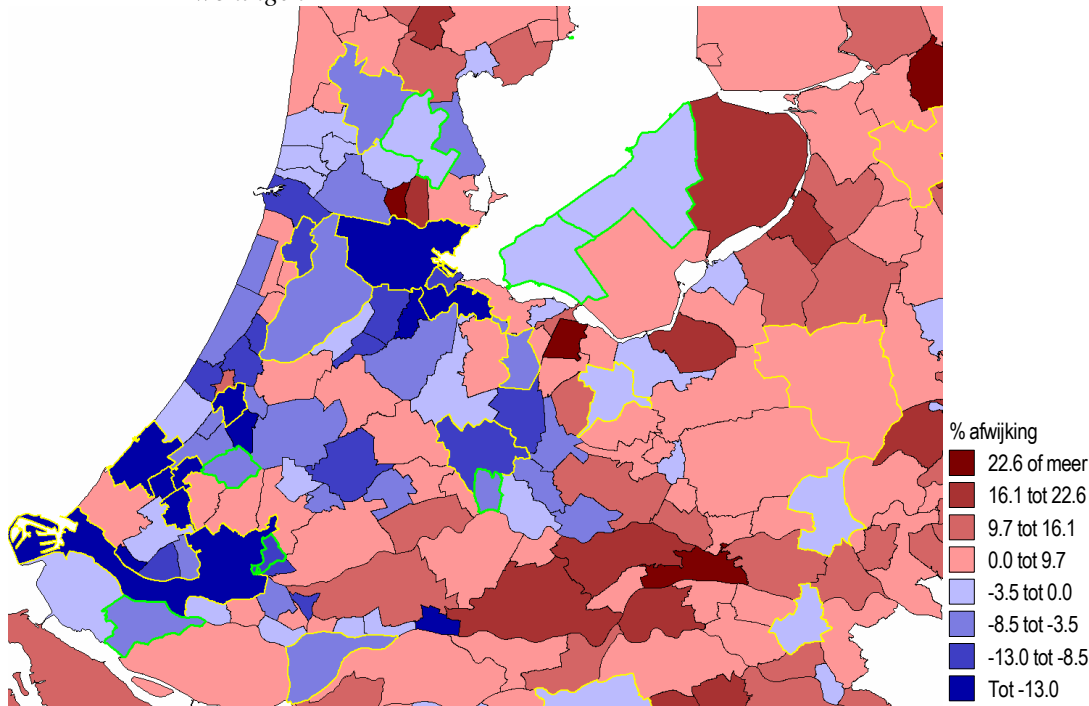 % afwijking
22.6 of meer
16.1 tot 22.6
9.7 tot 16.1
0.0 tot 9.7
-3.5 tot 0.0
-8.5 tot -3.5
-13.0 tot -8.5
Tot -13.0